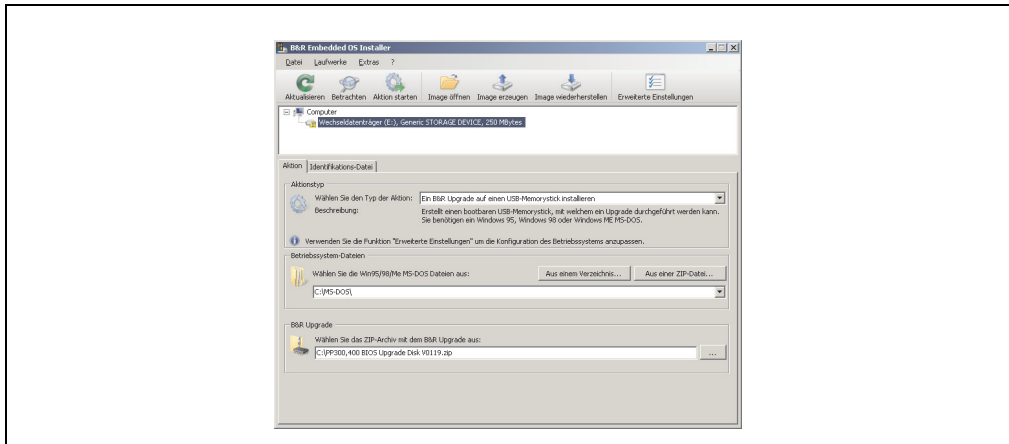 B&R Embedded OS Installer
Datei Laufwerke Extras ?
Aktualisieren Betrachten Aktion starten Image öffnen Image erzeugen Image wiederherstellen Erweiterte Einstellungen
Computer
Wechseldatenträger (E:), Generic STORAGE DEVICE, 250 MBytes
Aktion Identifikations-Datei
Aktionstyp
Wählen Sie den Typ der Aktion: Ein B&R Upgrade auf einen USB-Memorystick installieren
Beschreibung: Erstellt einen bootbaren USB-Memorystick, mit welchem ein Upgrade durchgeführt werden kann.
Sie benötigen ein Windows 95, Windows 98 oder Windows ME MS-DOS.
Verwenden Sie die Funktion "Erweiterte Einstellungen" um die Konfiguration des Betriebssystems anzupassen.
Betriebssystem-Dateien
Wählen Sie die Win95/98/Me MS-DOS Dateien aus: Aus einem Verzeichnis... Aus einer ZIP-Datei...
C:\MS-DOS\
B&R Upgrade
Wählen Sie das ZIP-Archiv mit dem B&R Upgrade aus:
C:\PP300,400 BIOS Upgrade Disk V0119.zip ...